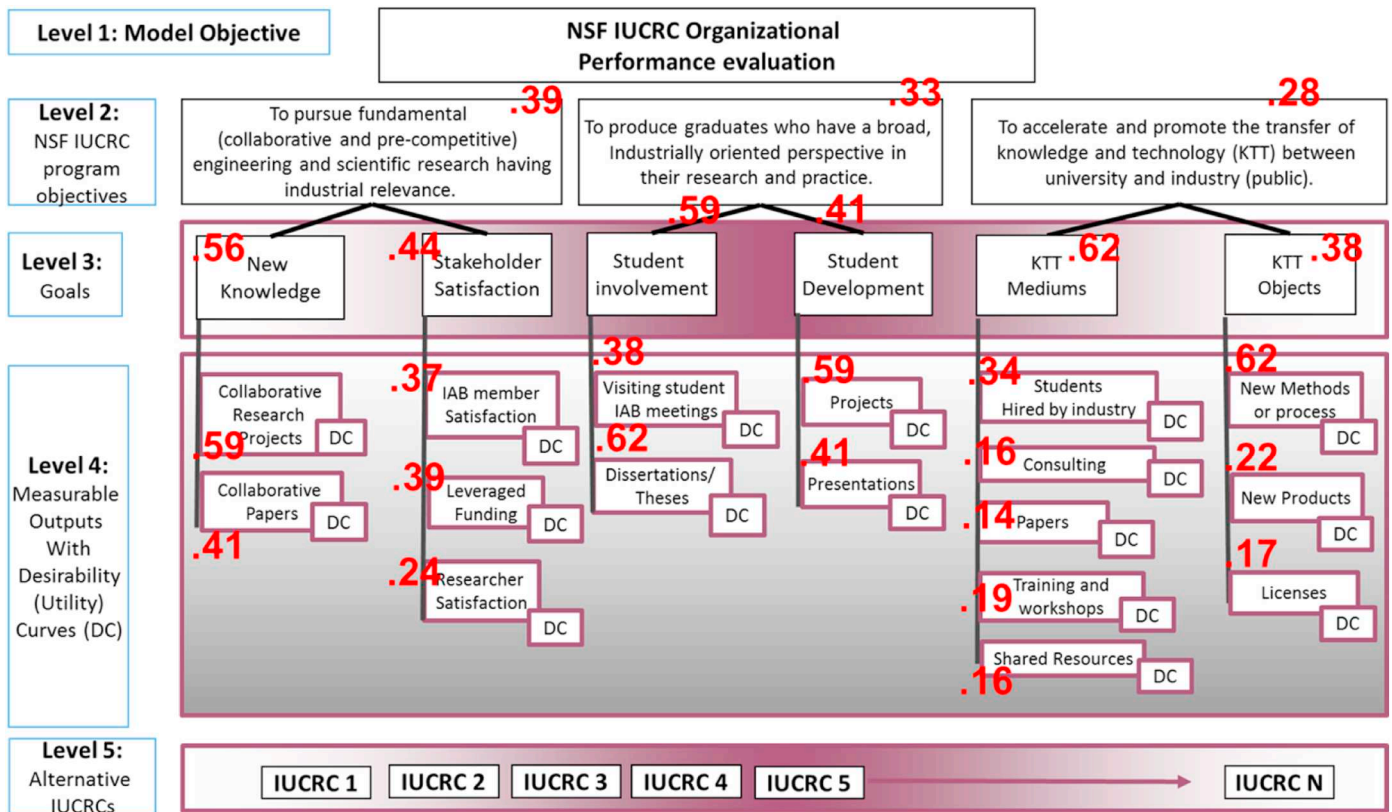 Level 1: Model Objective
NSF IUCRC Organizational
Performance evaluation
Level 2:
NSF IUCRC
program
objectives
.39
To pursue fundamental
(collaborative and pre-competitive)
engineering and scientific research having
industrial relevance.
.33
To produce graduates who have a broad,
Industrially oriented perspective in
their research and practice.
.28
To accelerate and promote the transfer of
knowledge and technology (KTT) between
university and industry (public).
Level 3:
Goals
.56
New
Knowledge
.44
Stakeholder
Satisfaction
.59
Student
involvement
.41
Student
Development
.62
KTT
Mediums
.38
KTT
Objects
Level 4:
Measurable
Outputs
With
Desirability
(Utility)
Curves (DC)
Collaborative
Research
Projects
DC
.59
Collaborative
Papers
DC
.41
.37
IAB member
Satisfaction
DC
.39
Leveraged
Funding
DC
.24
Researcher
Satisfaction
DC
.38
Visiting student
IAB meetings
DC
.62
Dissertations/
Theses
DC
.59
Projects
DC
.41
Presentations
DC
.34
Students
Hired by industry
DC
.16
Consulting
DC
.14
Papers
DC
.19
Training and
workshops
DC
Shared Resources
DC
.16
.62
New Methods
or process
DC
.22
New Products
DC
.17
Licenses
DC
Level 5:
Alternative
IUCRCs
IUCRC 1
IUCRC 2
IUCRC 3
IUCRC 4
IUCRC 5
IUCRC N